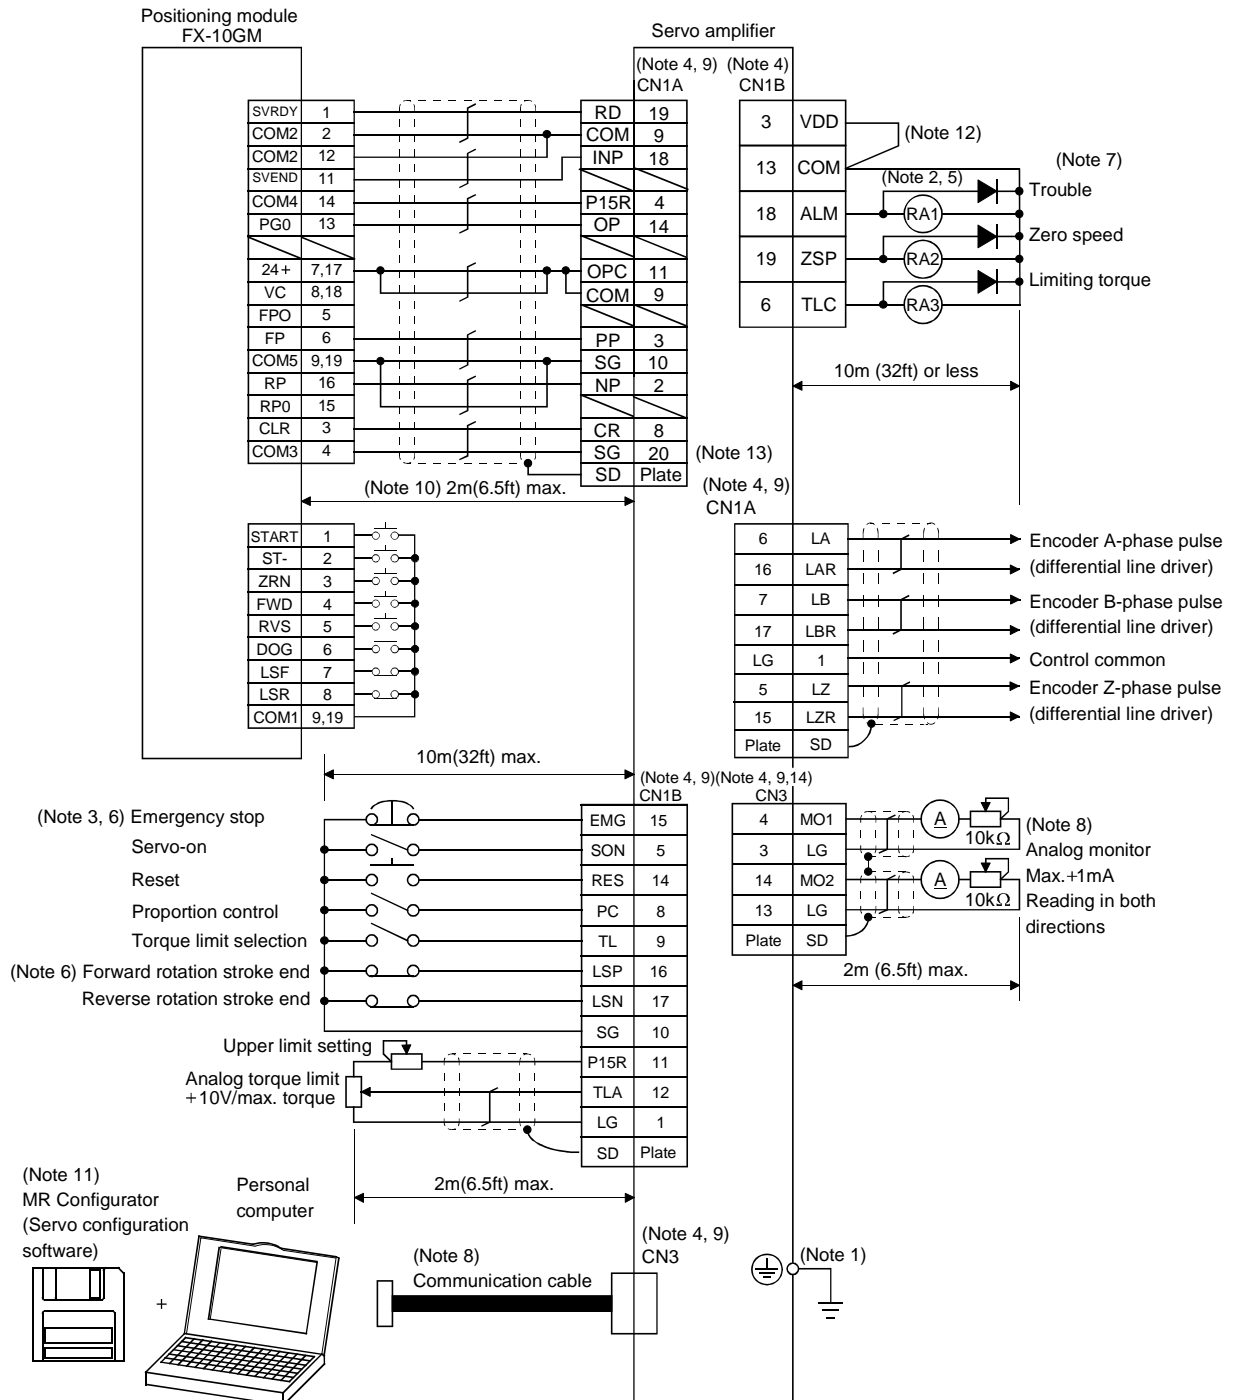 Positioning module
FX-10GM
Servo amplifier
(Note 4, 9)
CN1A
(Note 4)
CN1B
SVRDY 1
COM2 2
COM2 12
SVEND 11
COM4 14
PG0 13
24+ 7,17
VC 8,18
FPO 5
FP 6
COM5 9,19
RP 16
RP0 15
CLR 3
COM3 4
RD 19
COM 9
INP 18
P15R 4
OP 14
OPC 11
COM 9
PP 3
SG 10
NP 2
CR 8
SG 20
SD Plate
(Note 13)
3 VDD
13 COM
18 ALM
19 ZSP
6 TLC
(Note 12)
(Note 2, 5)
(Note 7)
RA1
Trouble
RA2
Zero speed
RA3
Limiting torque
10m (32ft) or less
(Note 10) 2m(6.5ft) max.
START 1
ST- 2
ZRN 3
FWD 4
RVS 5
DOG 6
LSF 7
LSR 8
COM1 9,19
(Note 4, 9)
CN1A
6 LA
16 LAR
7 LB
17 LBR
LG 1
5 LZ
15 LZR
Plate SD
Encoder A-phase pulse
(differential line driver)
Encoder B-phase pulse
(differential line driver)
Control common
Encoder Z-phase pulse
(differential line driver)
10m(32ft) max.
(Note 4, 9)
CN1B
(Note 4, 9,14)
CN3
(Note 3, 6) Emergency stop
Servo-on
Reset
Proportion control
Torque limit selection
(Note 6) Forward rotation stroke end
Reverse rotation stroke end
Upper limit setting
Analog torque limit
+10V/max. torque
EMG 15
SON 5
RES 14
PC 8
TL 9
LSP 16
LSN 17
SG 10
P15R 11
TLA 12
LG 1
SD Plate
4 MO1
3 LG
14 MO2
13 LG
Plate SD
A
10kΩ
A
10kΩ
(Note 8)
Analog monitor
Max.+1mA
Reading in both
directions
2m (6.5ft) max.
2m(6.5ft) max.
(Note 11)
MR Configurator
(Servo configuration
software)
+
Personal
computer
(Note 8)
Communication cable
(Note 4, 9)
CN3
(Note 1)